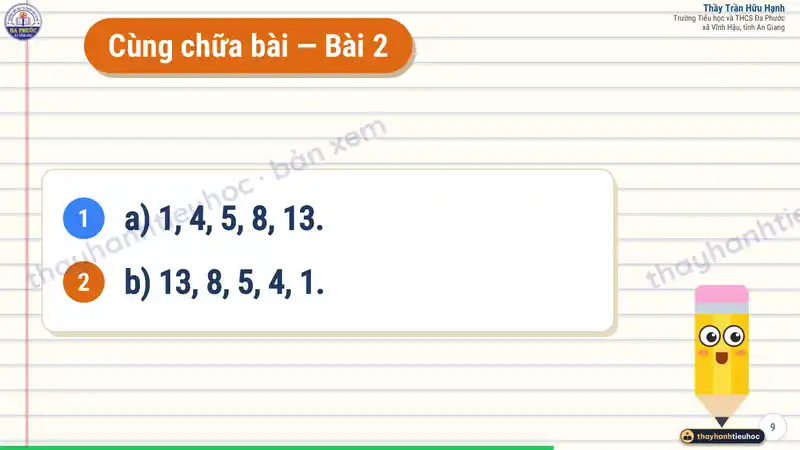 Thầy Trần Hữu Hạnh
Trường Tiểu học và THCS Đa Phước
xã Vĩnh Hậu, tỉnh An Giang
ĐA PHƯỚC
Cùng chữa bài – Bài 2
thayhanhtieuhoc · bản xem
1 a) 1, 4, 5, 8, 13.
2 b) 13, 8, 5, 4, 1.
thayhanhtie
thayhanhtieuhoc
9